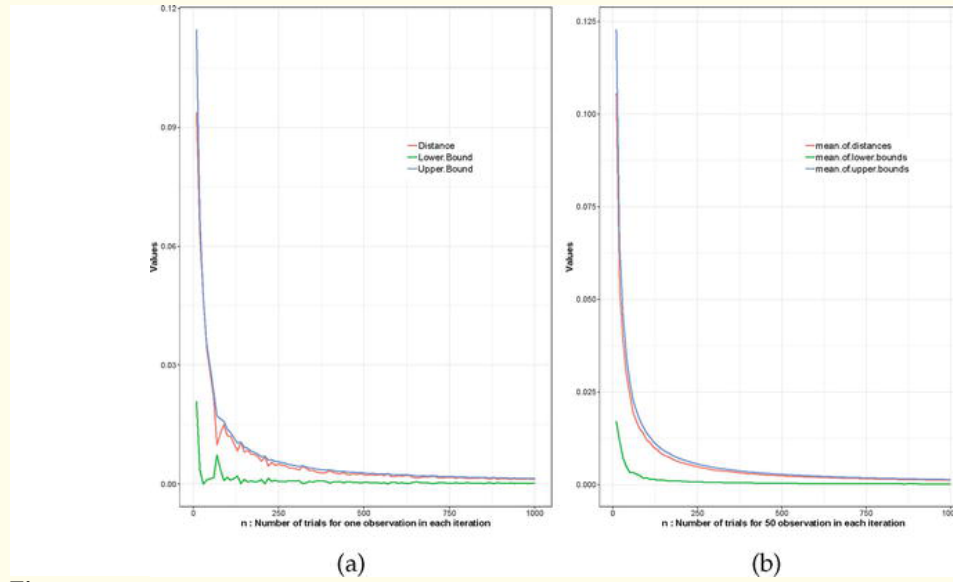 0.12
0.09
0.06
0.03
0.00
Values
Distance
Lower.Bound
Upper.Bound
0 250 500 750 1000
n : Number of trials for one observation in each iteration
(a)
0.125
0.100
0.075
0.050
0.025
0.000
Values
mean.of.distances
mean.of.lower.bounds
mean.of.upper.bounds
0 250 500 750 1000
n : Number of trials for 50 observation in each iteration
(b)